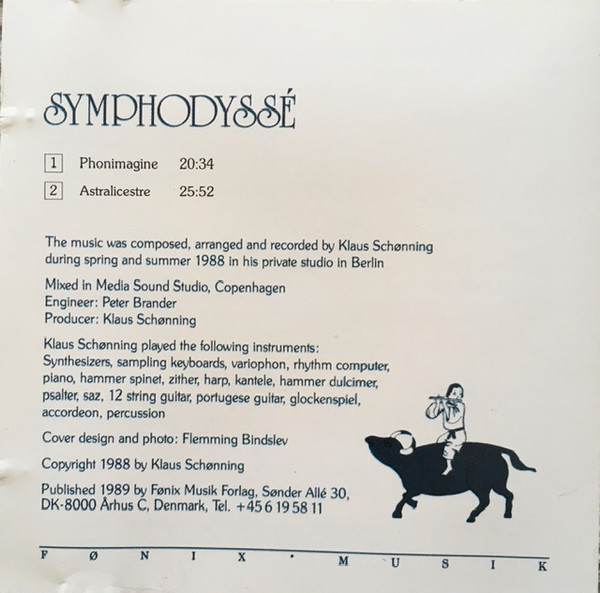 SYMPHODYSSÉ
1 Phonimagine 20:34
2 Astralicestre 25:52
The music was composed, arranged and recorded by Klaus Schønning
during spring and summer 1988 in his private studio in Berlin
Mixed in Media Sound Studio, Copenhagen
Engineer: Peter Brander
Producer: Klaus Schønning
Klaus Schønning played the following instruments:
Synthesizers, sampling keyboards, variophon, rhythm computer,
piano, hammer spinet, zither, harp, kantele, hammer dulcimer,
psalter, saz, 12 string guitar, portugese guitar, glockenspiel,
accordeon, percussion
Cover design and photo: Flemming Bindslev
Copyright 1988 by Klaus Schønning
Published 1989 by Fønix Musik Forlag, Sønder Allé 30,
DK-8000 Århus C, Denmark, Tel. +45 6 19 58 11
FØNIX · MUSIK